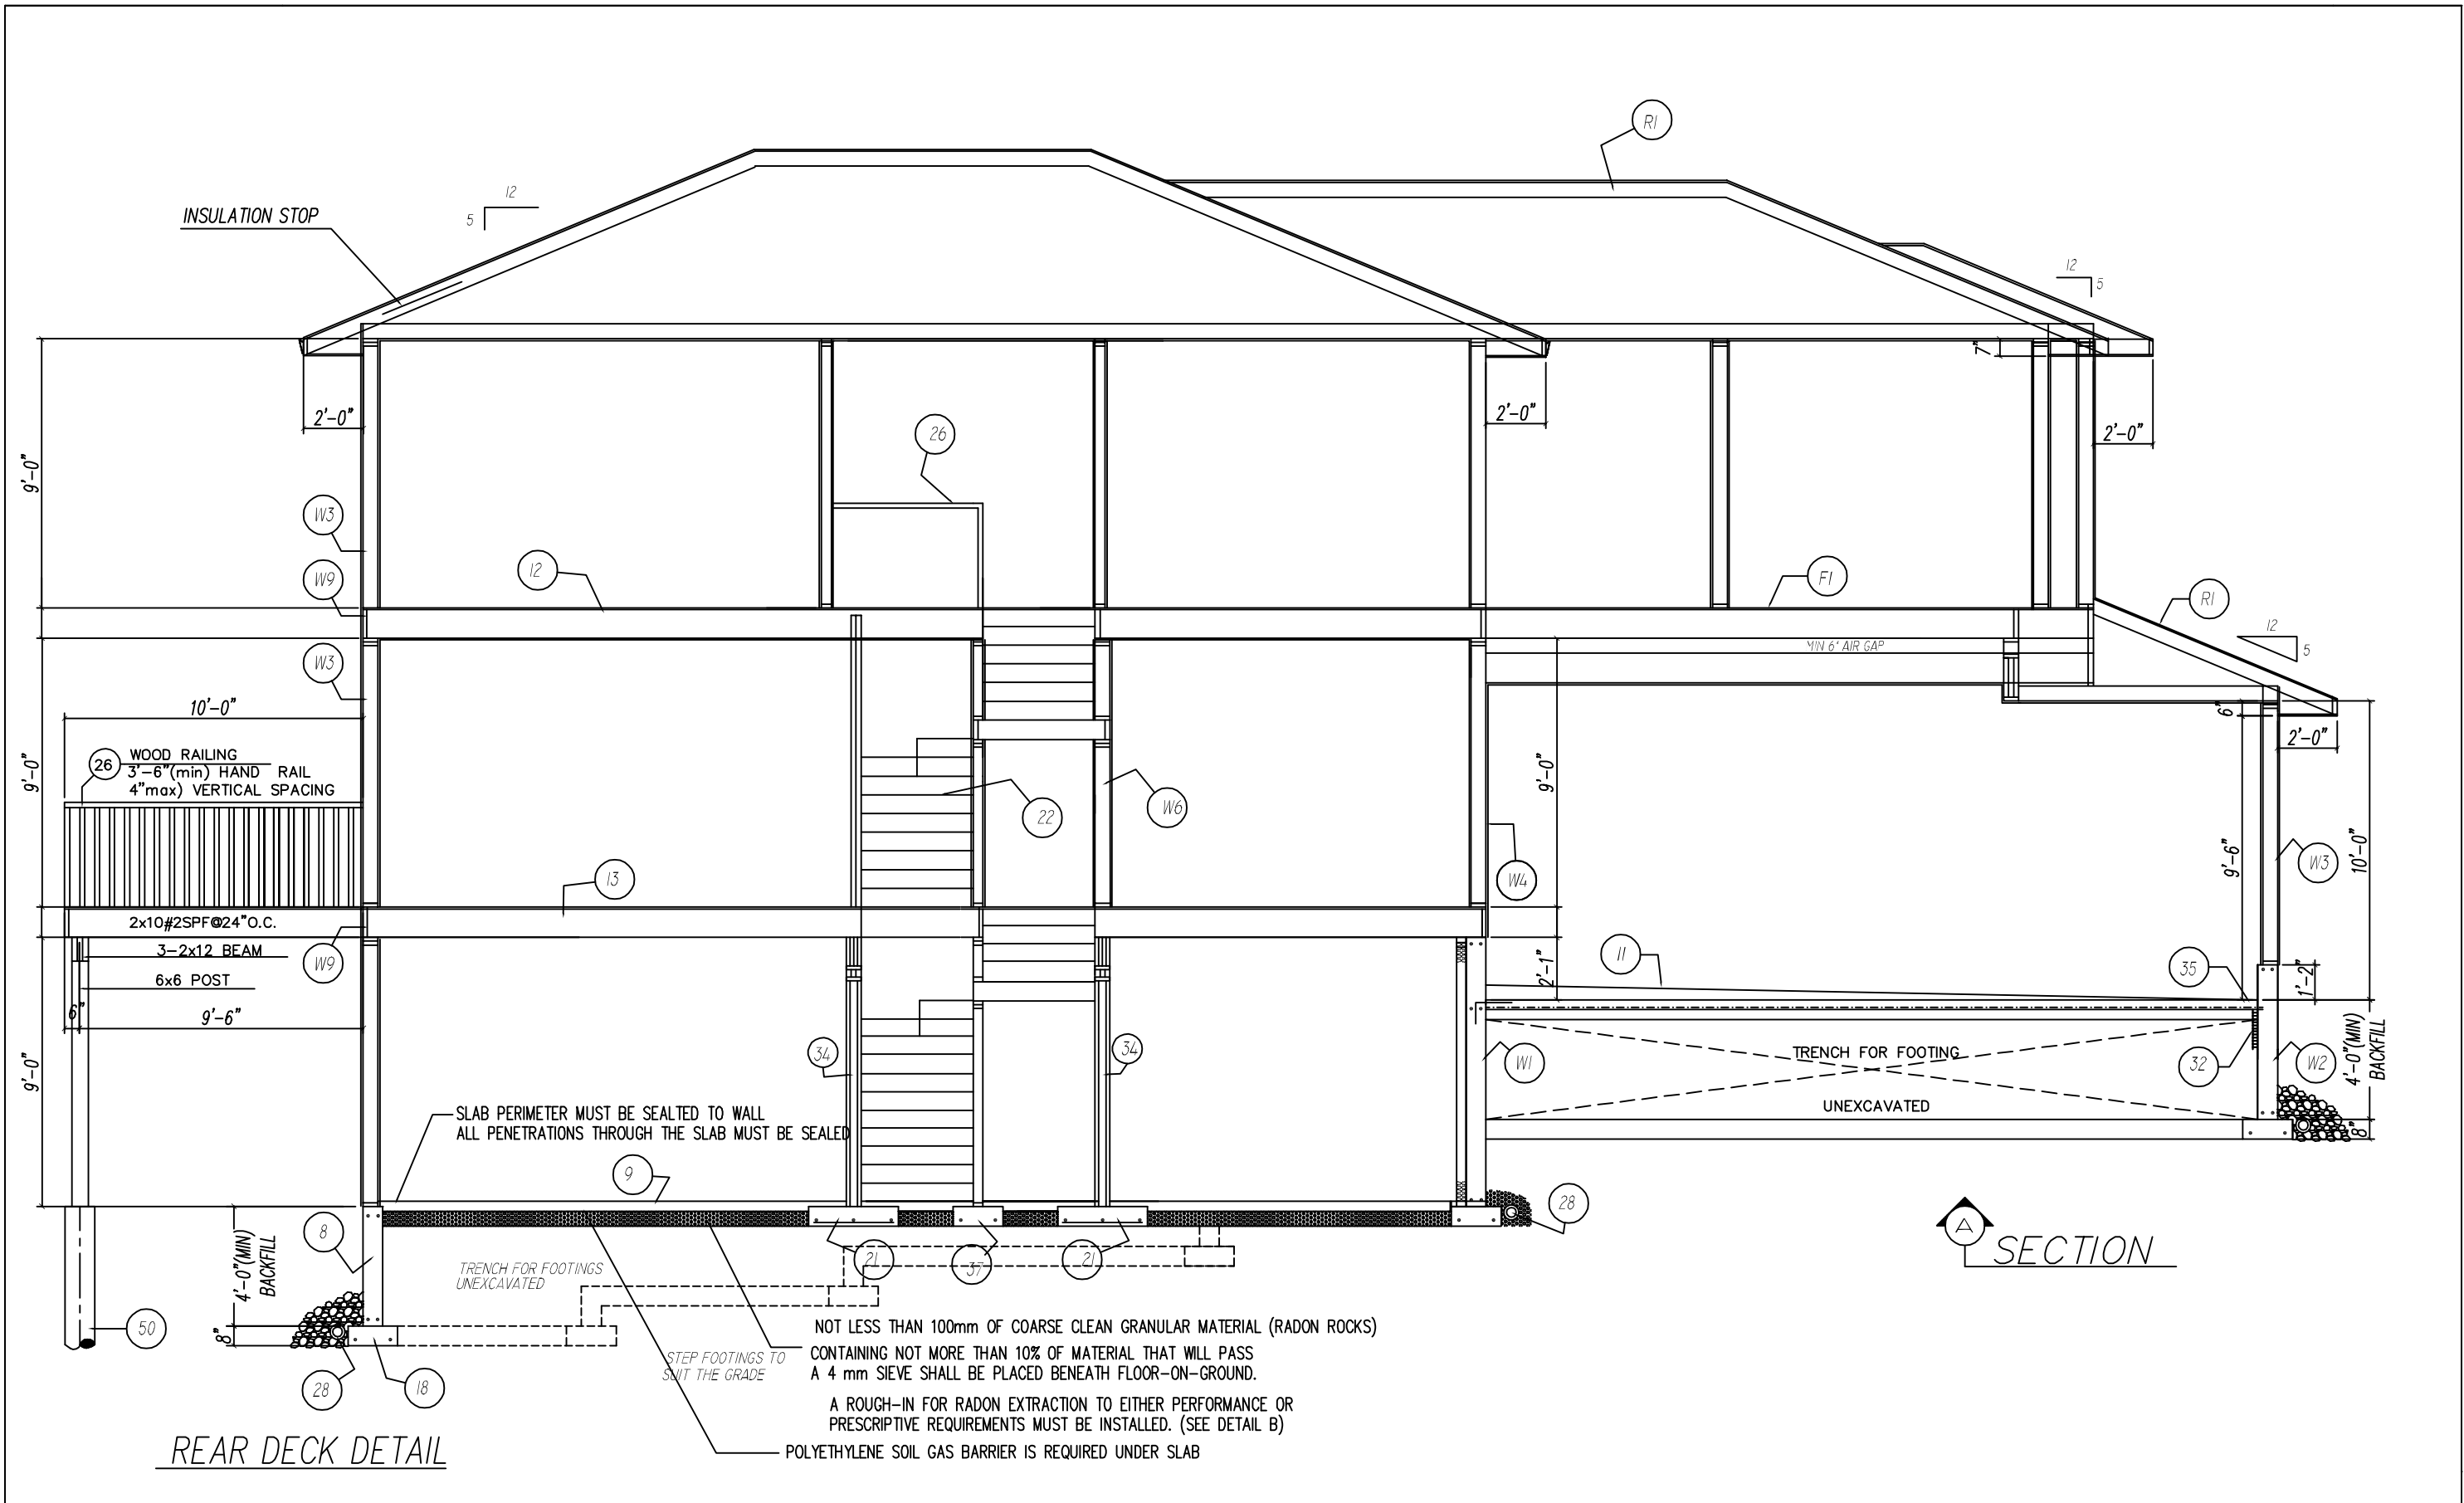 R1
12
5
INSULATION STOP
12
5
7"
2'-0"
2'-0"
2'-0"
26
9'-0"
W3
12
W9
F1
R1
12
5
MIN 6" AIR GAP
W3
10'-0"
6"
2'-0"
26
WOOD RAILING
3'-6"(min) HAND RAIL
4"max) VERTICAL SPACING
9'-0"
9'-0"
22
W6
W4
9'-6"
10'-0"
W3
13
2x10#2SPF@24"O.C.
3-2x12 BEAM
W9
6x6 POST
6"
9'-6"
2'-1"
11
35
1'-2"
9'-0"
34
34
W1
TRENCH FOR FOOTING
UNEXCAVATED
32
W2
4'-0"(MIN)
BACKFILL
8"
SLAB PERIMETER MUST BE SEALTED TO WALL
ALL PENETRATIONS THROUGH THE SLAB MUST BE SEALED
9
28
8
4'-0"(MIN)
BACKFILL
8"
TRENCH FOR FOOTINGS
UNEXCAVATED
21
37
21
A
SECTION
50
28
18
STEP FOOTINGS TO
SUIT THE GRADE
NOT LESS THAN 100mm OF COARSE CLEAN GRANULAR MATERIAL (RADON ROCKS)
CONTAINING NOT MORE THAN 10% OF MATERIAL THAT WILL PASS
A 4 mm SIEVE SHALL BE PLACED BENEATH FLOOR-ON-GROUND.
A ROUGH-IN FOR RADON EXTRACTION TO EITHER PERFORMANCE OR
PRESCRIPTIVE REQUIREMENTS MUST BE INSTALLED. (SEE DETAIL B)
POLYETHYLENE SOIL GAS BARRIER IS REQUIRED UNDER SLAB
REAR DECK DETAIL